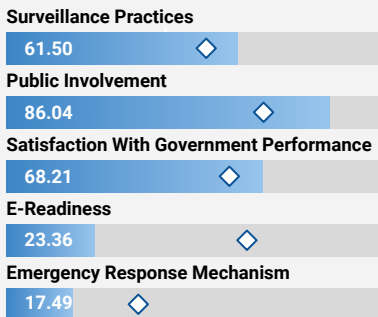 Surveillance Practices
61.50
Public Involvement
86.04
Satisfaction With Government Performance
68.21
E-Readiness
23.36
Emergency Response Mechanism
17.49